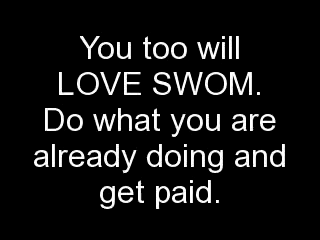 You too will
LOVE SWOM.
Do what you are
already doing and
get paid.